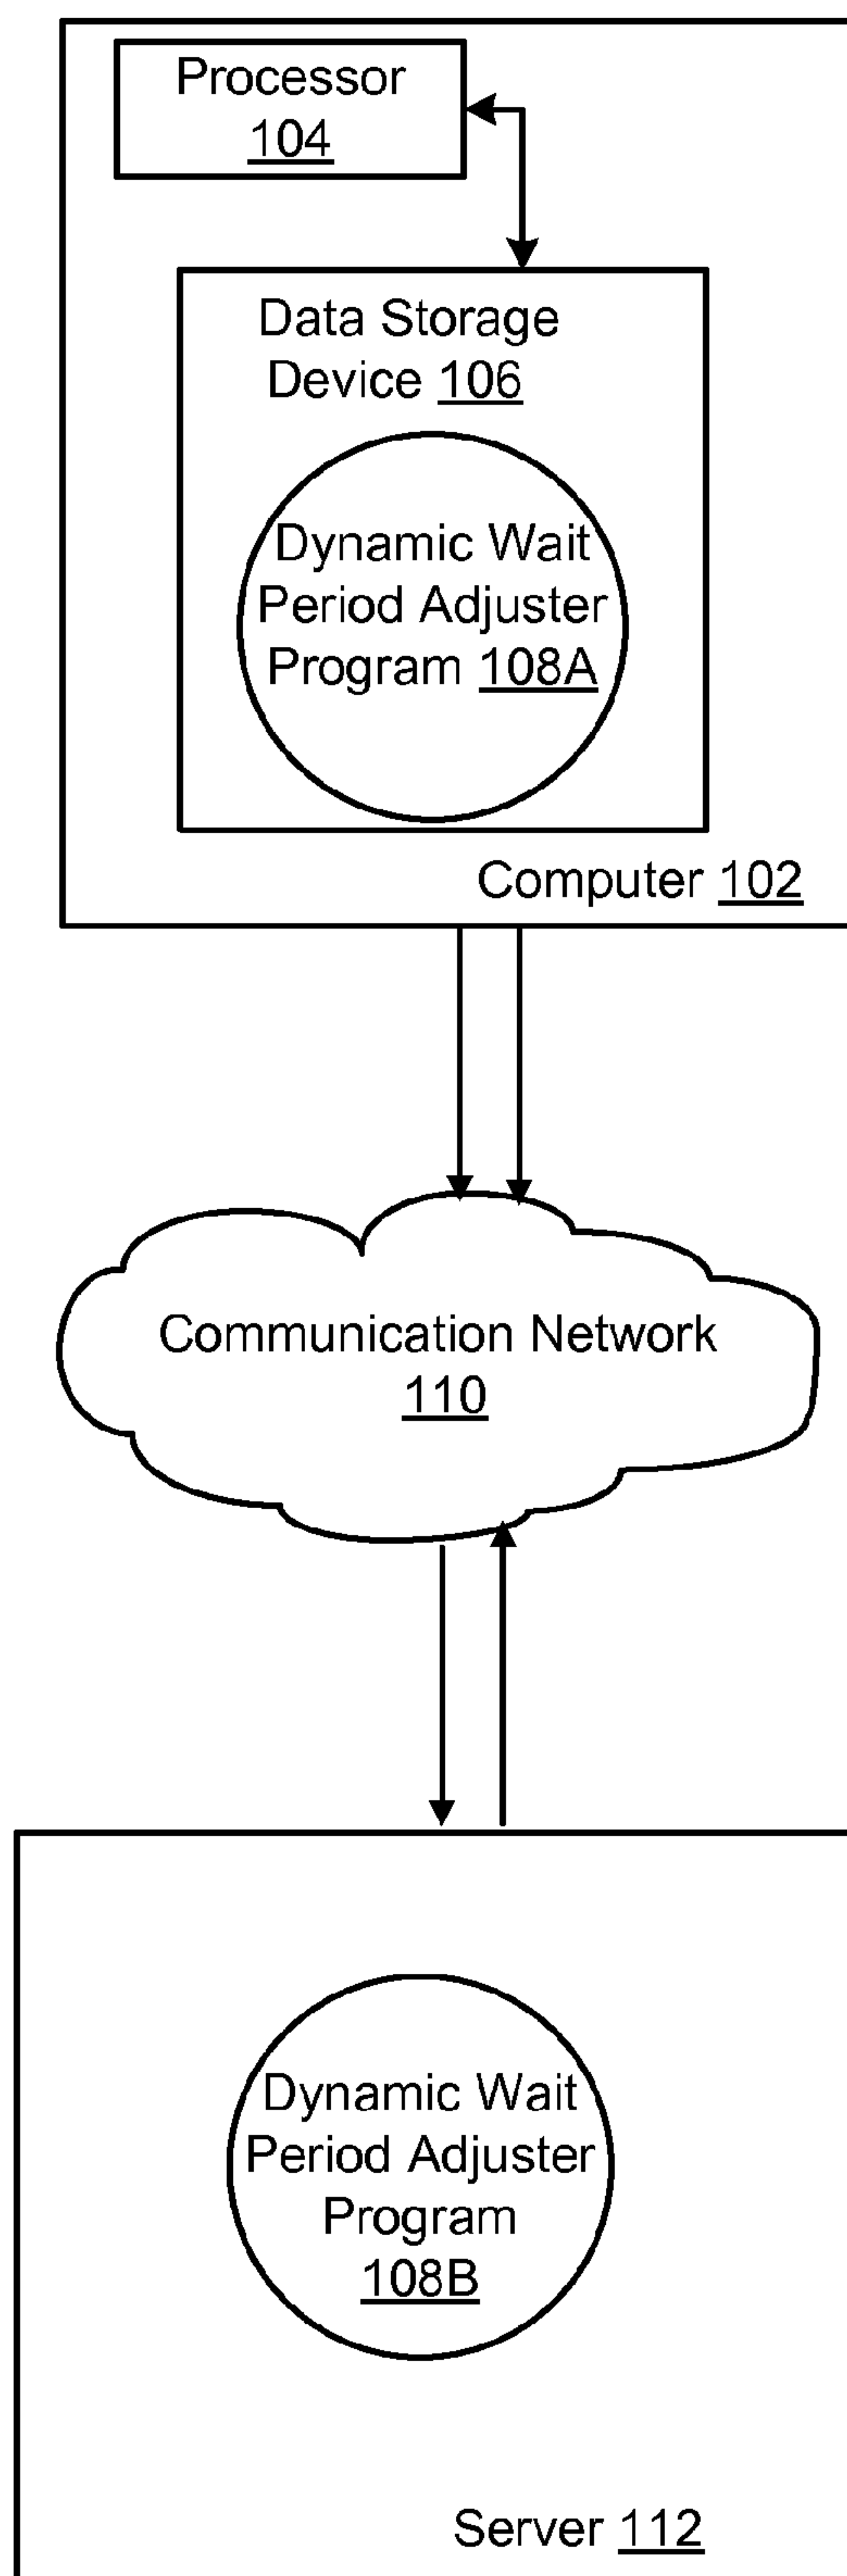 Processor
104
Data Storage
Device 106
Dynamic Wait
Period Adjuster
Program 108A
Computer 102
Communication Network
110
Dynamic Wait
Period Adjuster
Program
108B
Server 112